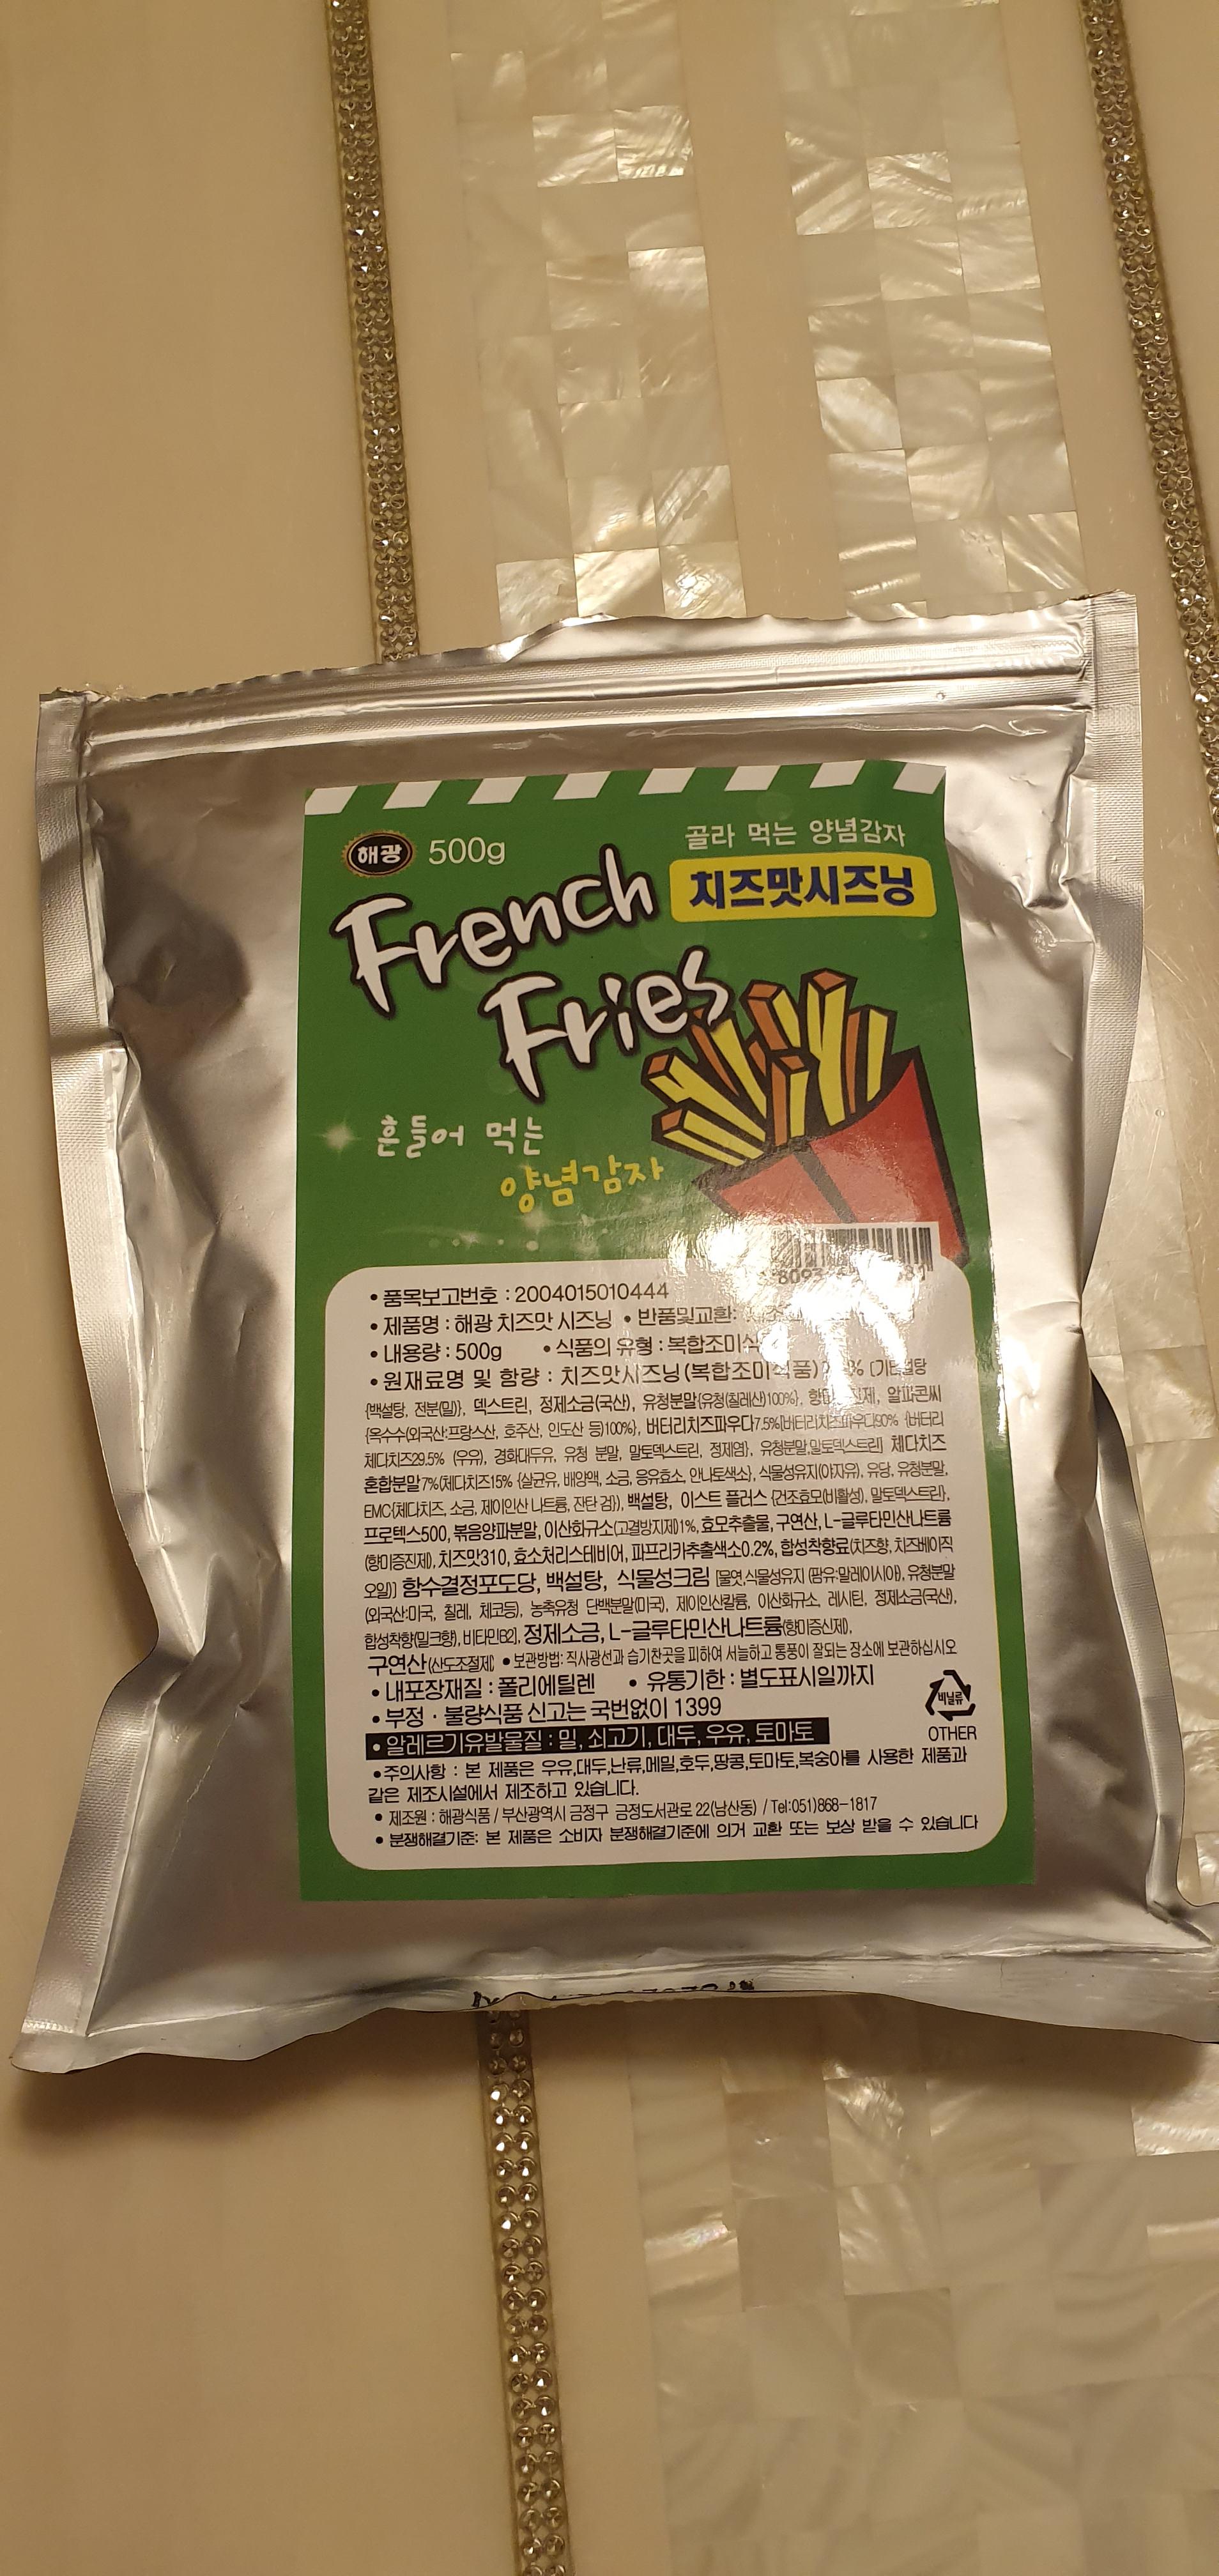 해광 500g
골라 먹는 양념감자
치즈맛시즈닝
French
Fries
흔들어 먹는
양념감자
• 품목보고번호 : 2004015010444
• 제품명 : 해광 치즈맛 시즈닝 • 반품및교환:
• 내용량 : 500g • 식품의 유형 : 복합조미식
• 원재료명 및 함량 : 치즈맛시즈닝(복합조미식품)
{백설탕, 전분(밀)}, 덱스트린, 정제소금(국산), 유청분말{유청(칠레산)100%}, 알파콘씨
{옥수수(외국산:프랑스산, 호주산, 인도산 등)100%}, 버터리치즈파우다7.5%[버터리치즈파우다90% {버터리
체다치즈29.5% (우유), 경화대두유, 유청 분말, 말토덱스트린, 정제염}, 유청분말,말토덱스트린] 체다치즈
혼합분말7%{체다치즈15% {살균유, 배양액, 소금, 응유효소, 안나토색소}, 식물성유지(야자유), 유당, 유청분말,
EMC{체다치즈, 소금, 제이인산 나트륨, 잔탄 검}}, 백설탕, 이스트 플러스 {건조효모(비활성), 말토덱스트린},
프로텍스500, 볶음양파분말, 이산화규소(고결방지제)1%, 효모추출물, 구연산, L-글루타민산나트륨
(향미증진제), 치즈맛310, 효소처리스테비어, 파프리카추출색소0.2%, 합성착향료(치즈향, 치즈베이직
오일)] 함수결정포도당, 백설탕, 식물성크림 [물엿,식물성유지 (팜유:말레이시아), 유청분말
(외국산:미국, 칠레, 체코등), 농축유청 단백분말(미국), 제이인산칼륨, 이산화규소, 레시틴, 정제소금(국산),
합성착향(밀크향), 비타민B2], 정제소금, L-글루타민산나트륨(향미증신제),
구연산(산도조절제) • 보관방법: 직사광선과 습기찬곳을 피하여 서늘하고 통풍이 잘되는 장소에 보관하십시오
• 내포장재질 : 폴리에틸렌 • 유통기한 : 별도표시일까지
• 부정 · 불량식품 신고는 국번없이 1399
비닐류
OTHER
• 알레르기유발물질 : 밀, 쇠고기, 대두, 우유, 토마토
•주의사항 : 본 제품은 우유,대두,난류,메밀,호두,땅콩,토마토,복숭아를 사용한 제품과
같은 제조시설에서 제조하고 있습니다.
• 제조원 : 해광식품 / 부산광역시 금정구 금정도서관로 22(남산동) / Tel:051)868-1817
• 분쟁해결기준: 본 제품은 소비자 분쟁해결기준에 의거 교환 또는 보상 받을 수 있습니다